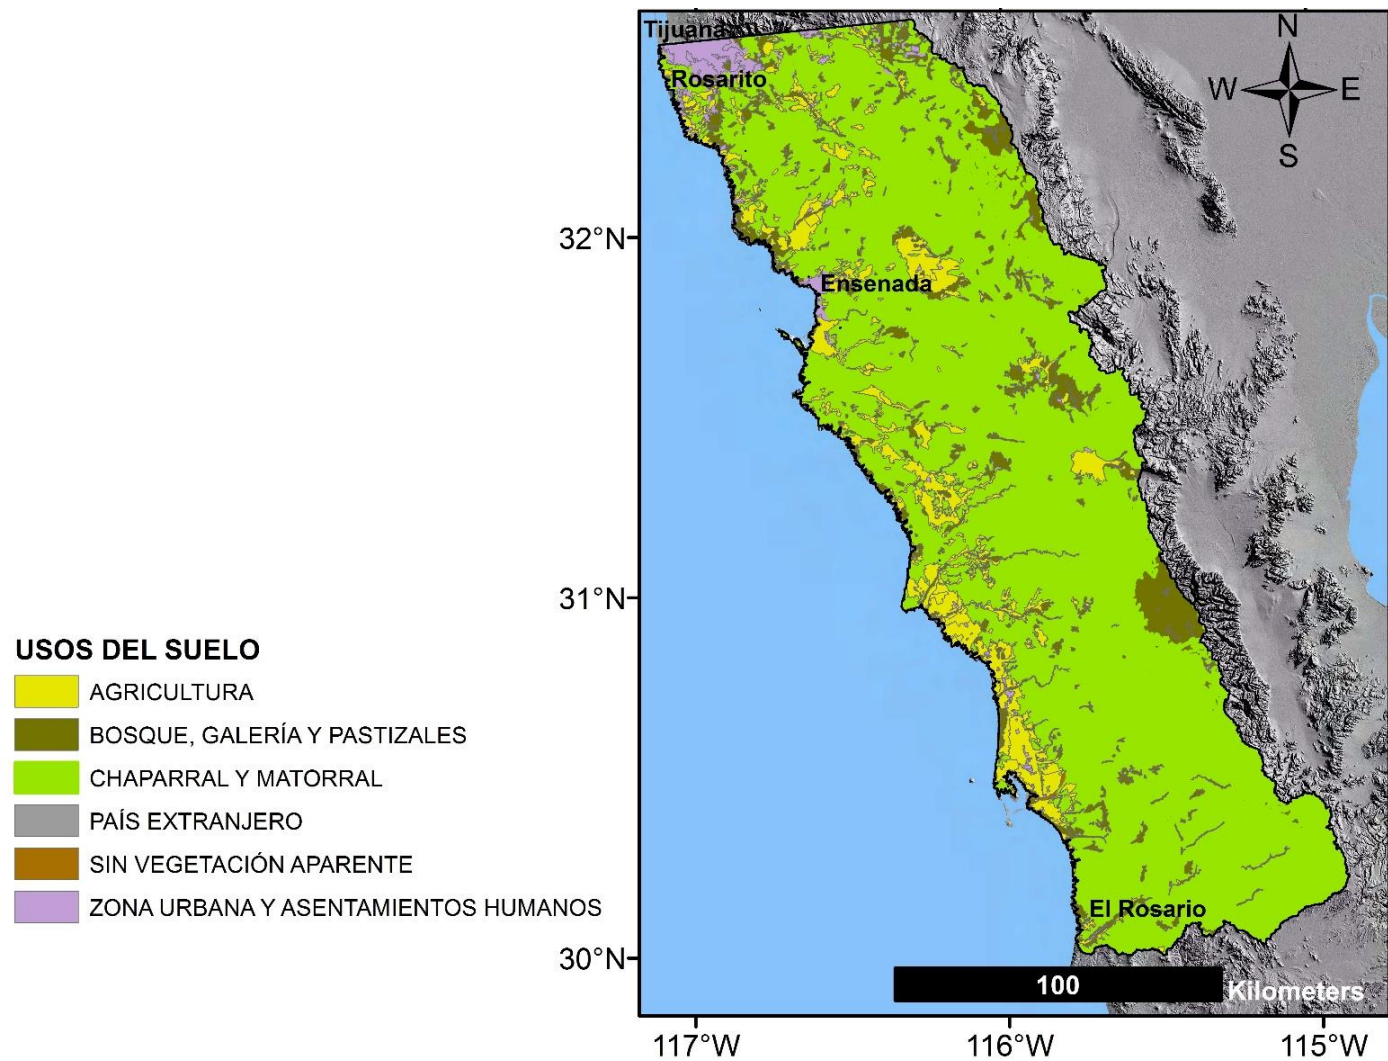 Tijuana
Rosarito
N
W
E
S
32°N
Ensenada
31°N
USOS DEL SUELO
AGRICULTURA
BOSQUE, GALERÍA Y PASTIZALES
CHAPARRAL Y MATORRAL
PAÍS EXTRANJERO
SIN VEGETACIÓN APARENTE
ZONA URBANA Y ASENTAMIENTOS HUMANOS
El Rosario
30°N
100
Kilometers
117°W
116°W
115°W